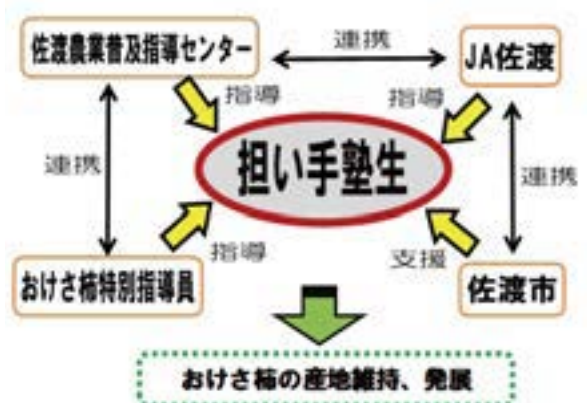 佐渡農業普及指導センター
連携
JA佐渡
指導
指導
担い手塾生
連携
連携
指導
支援
おけさ柿特別指導員
佐渡市
おけさ柿の産地維持、発展